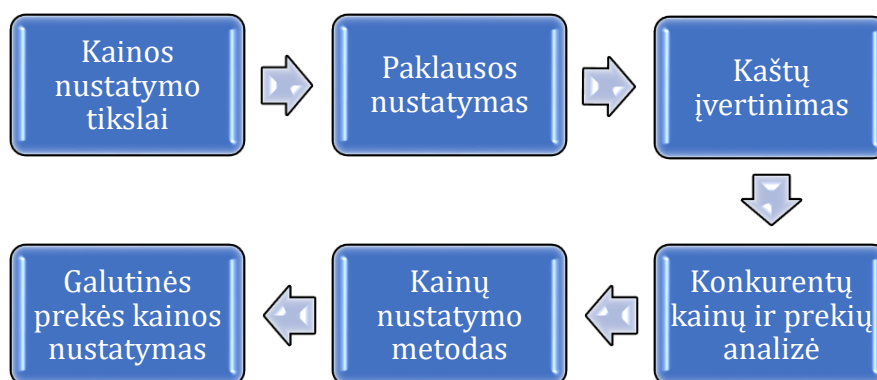 Kainos
nustatymo
tikslai
Paklausos
nustatymas
Kaštų
įvertinimas
Konkurentų
kainų ir prekių
analizė
Kainų
nustatymo
metodas
Galutinės
prekės kainos
nustatymas